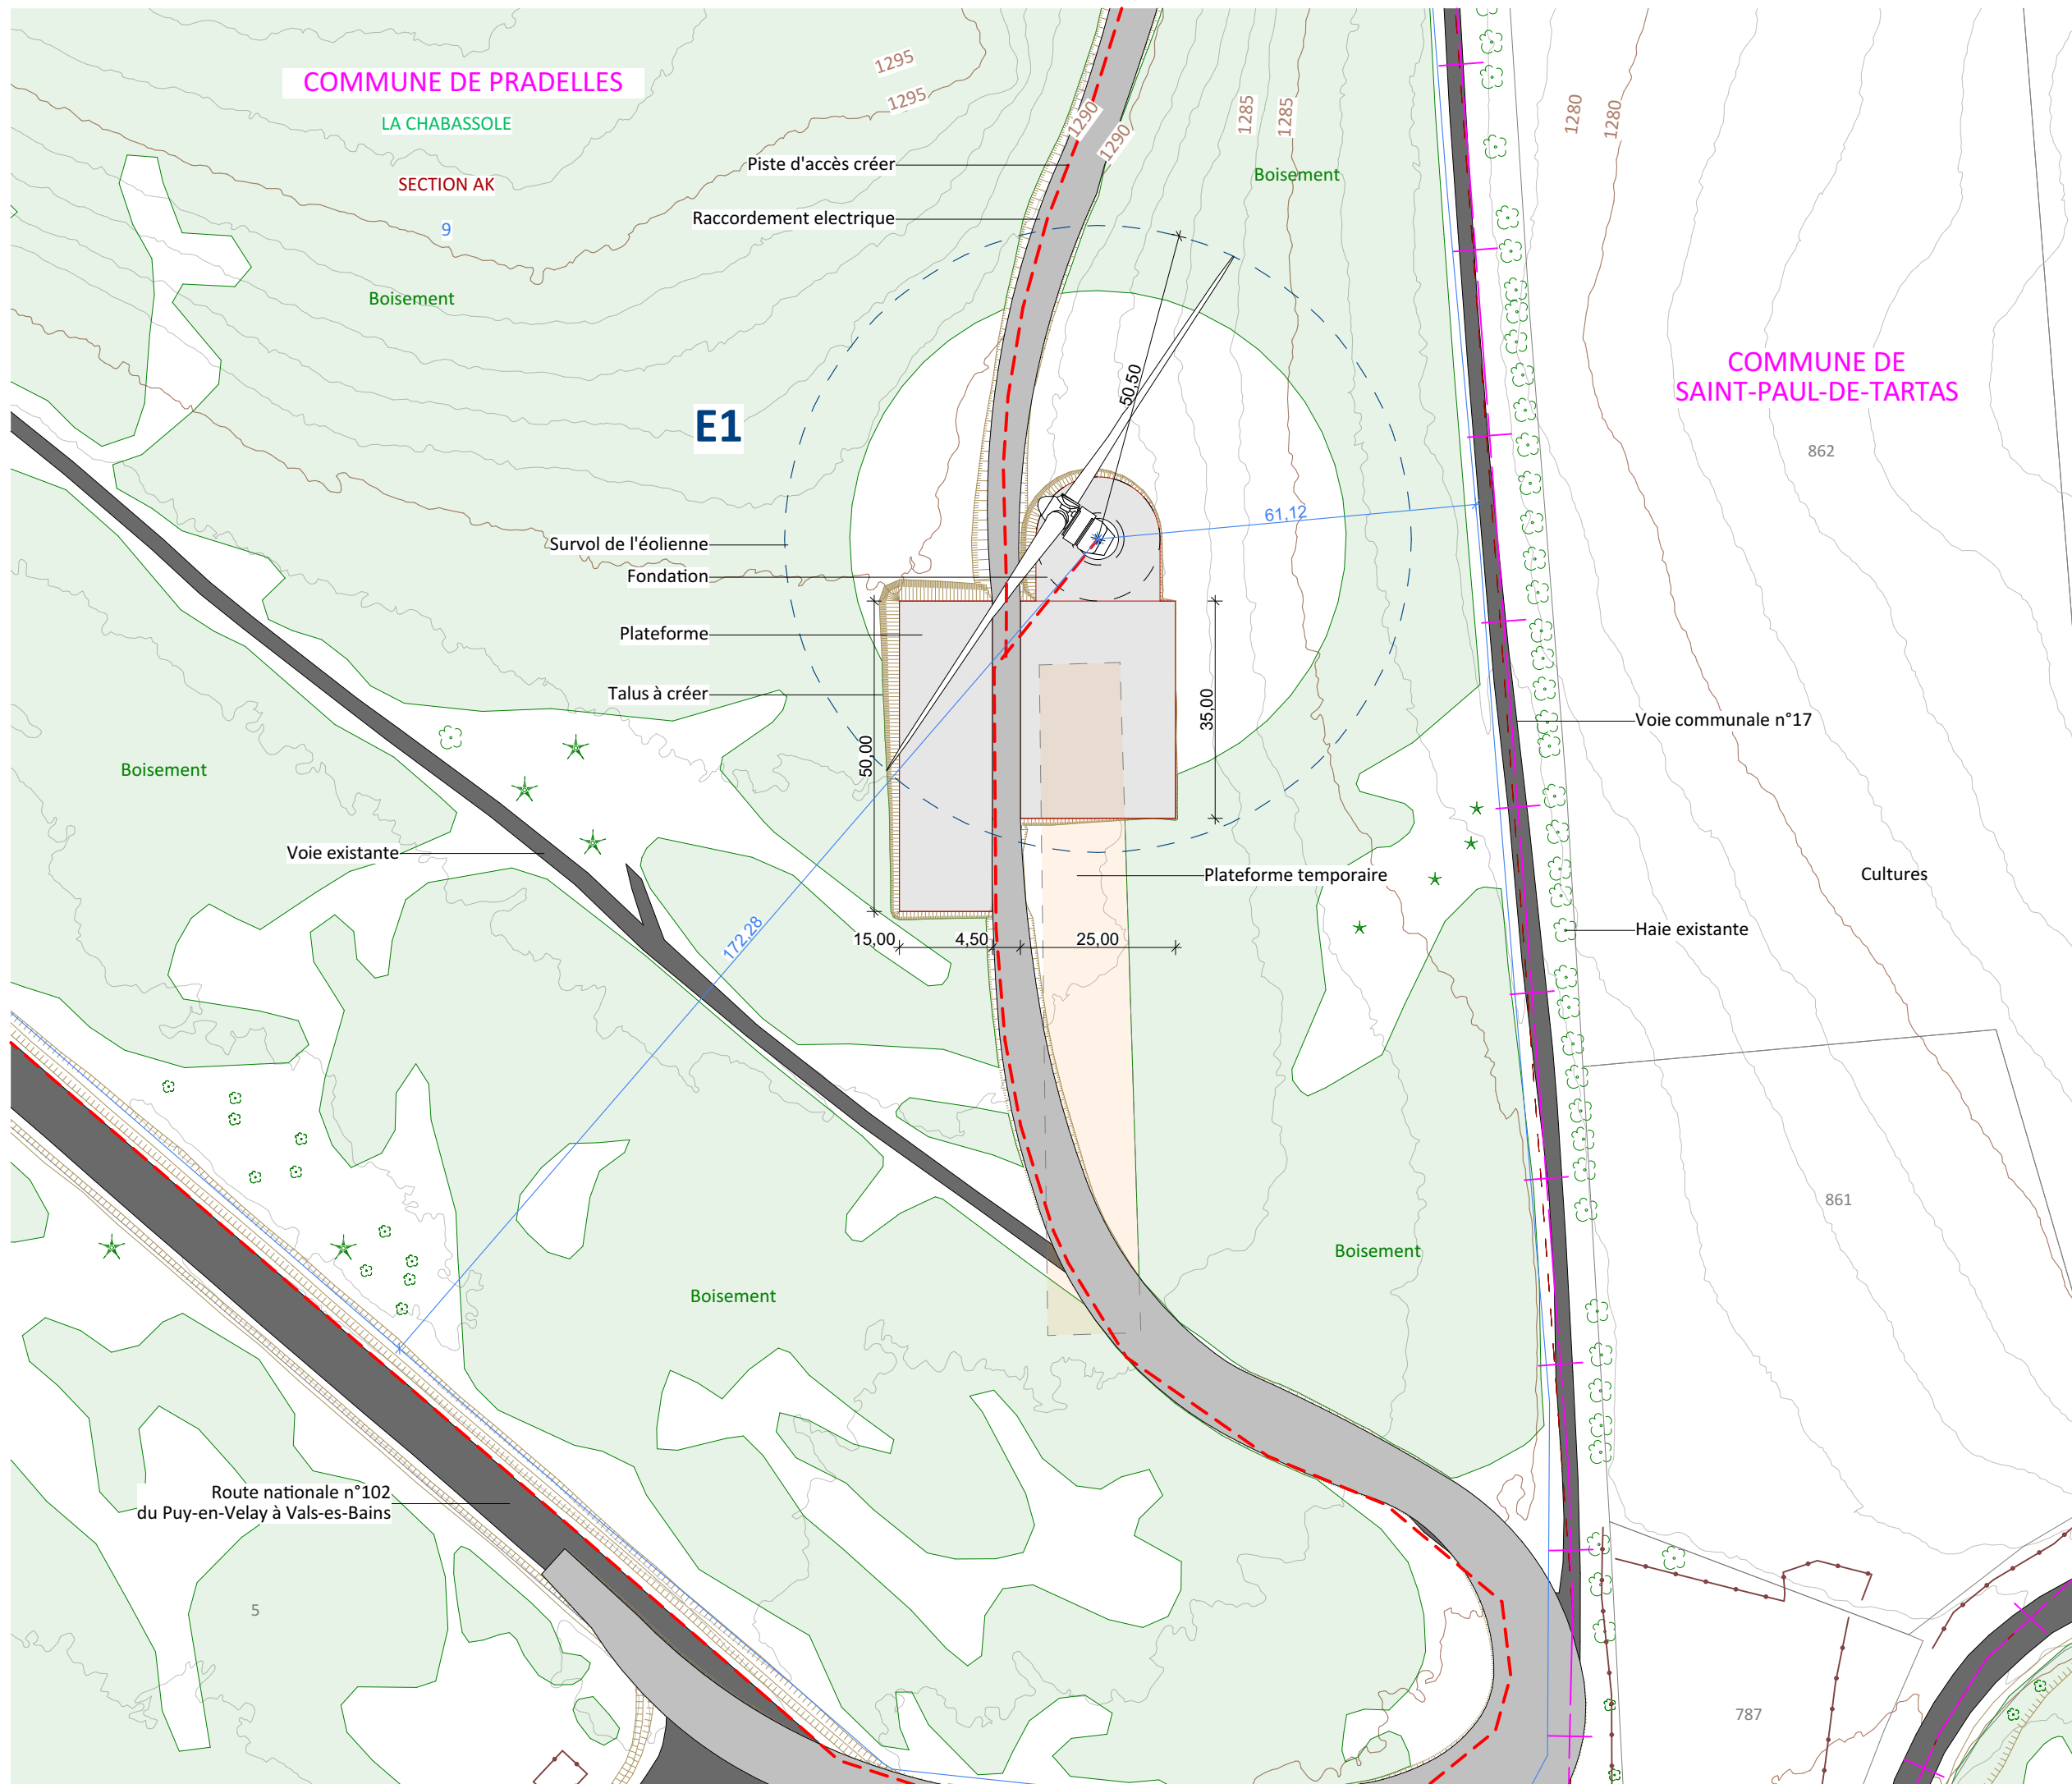 COMMUNE DE PRADELLES
LA CHABASSOLE
SECTION AK
9
1295
1295
1290
1290
1285
1285
1280
1280
Piste d'accès créer
Raccordement electrique
Boisement
Boisement
COMMUNE DE
SAINT-PAUL-DE-TARTAS
862
E1
50,50
61,12
Survol de l'éolienne
Fondation
Plateforme
Talus à créer
50,00
35,00
Voie communale n°17
Boisement
Voie existante
Plateforme temporaire
Cultures
Haie existante
172,28
15,00
4,50
25,00
861
Boisement
Boisement
Route nationale n°102
du Puy-en-Velay à Vals-es-Bains
5
787